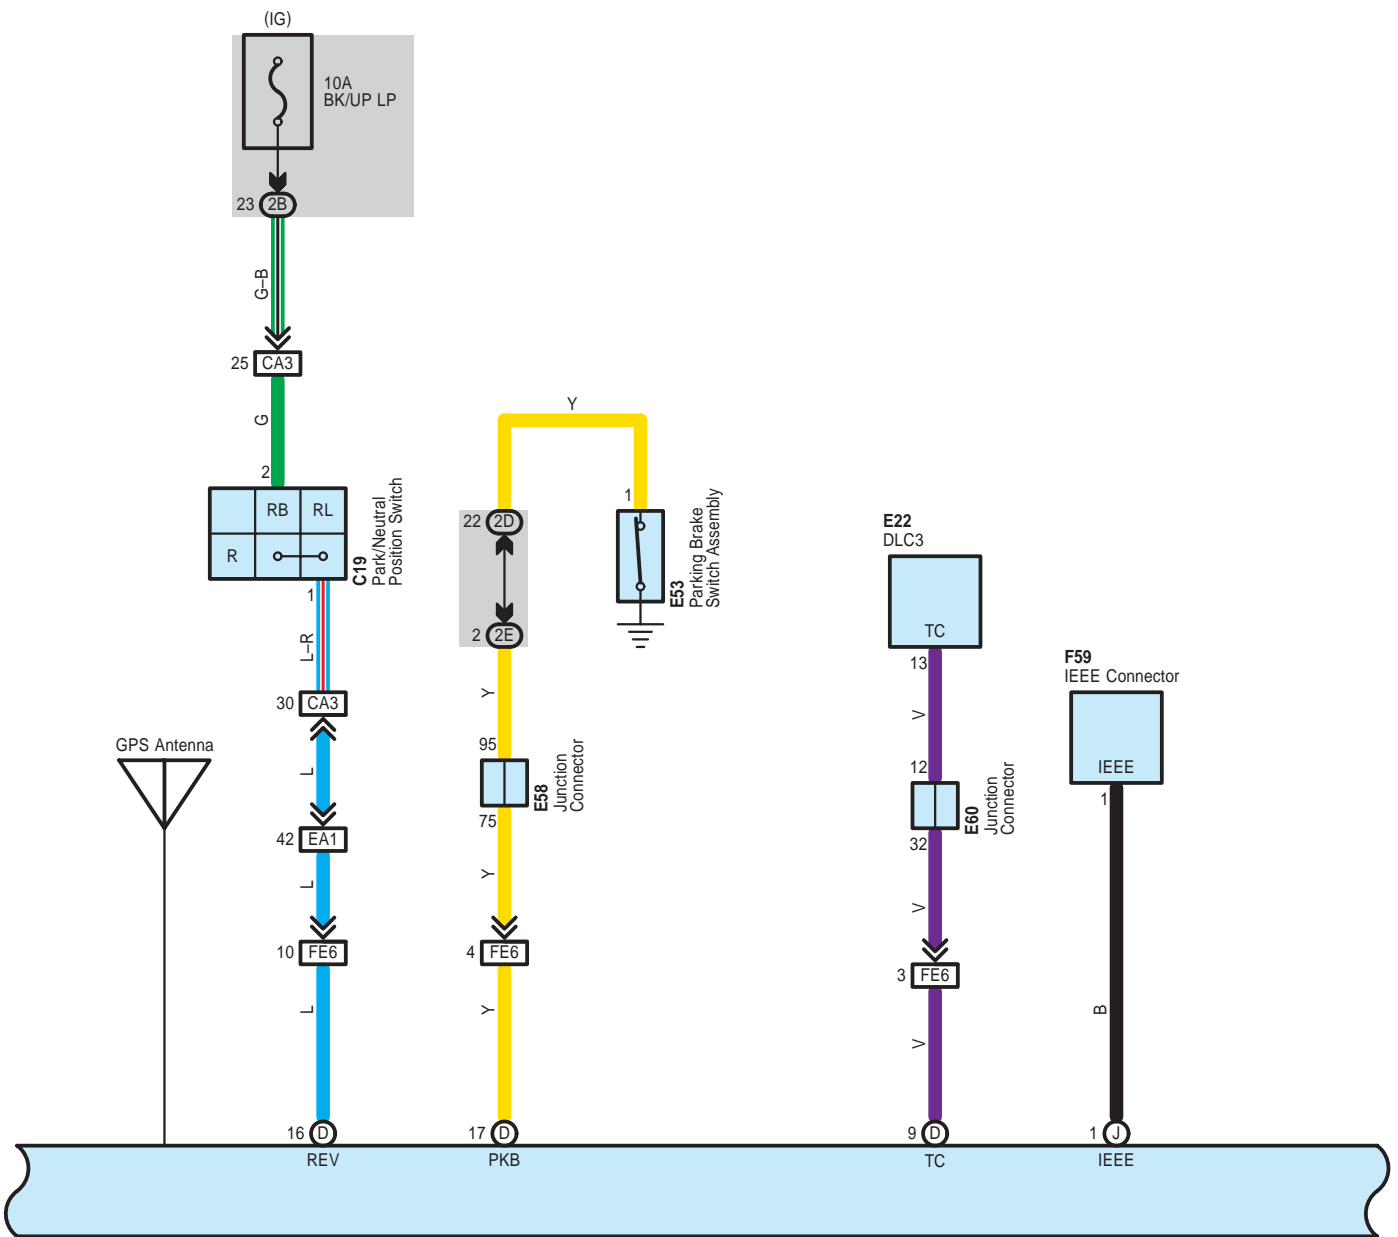 (IG)
10A
BK/UP LP
23 2B
G–B
25 CA3
G
2
RB RL
R
C19
Park/Neutral
Position Switch
1
L–R
30 CA3
L
42 EA1
L
10 FE6
L
16 D
REV
GPS Antenna
Y
22 2D
2 2E
1
E53
Parking Brake
Switch Assembly
Y
95
E58
Junction
Connector
75
Y
4 FE6
Y
17 D
PKB
E22
DLC3
TC
13
V
12
E60
Junction
Connector
32
V
3 FE6
V
9 D
TC
F59
IEEE Connector
IEEE
1
B
1 J
IEEE